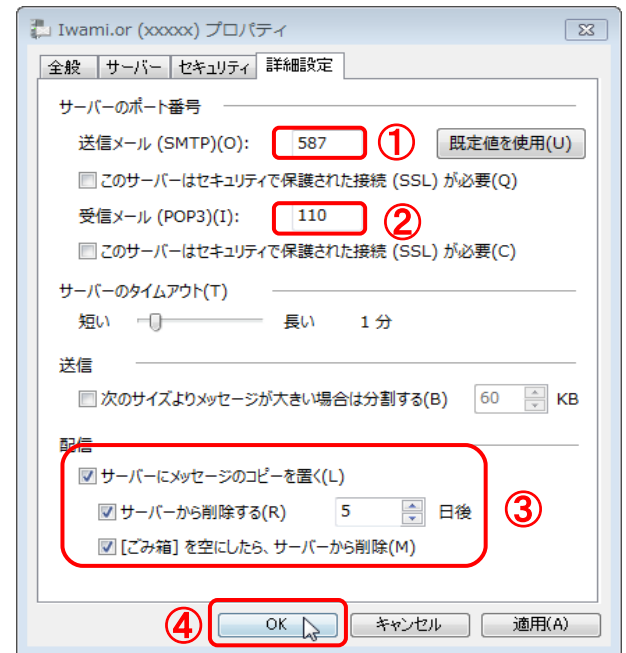 Iwami.or (xxxxx) プロパティ
全般 サーバー セキュリティ 詳細設定
サーバーのポート番号
送信メール (SMTP)(O): 587 ① 既定値を使用(U)
このサーバーはセキュリティで保護された接続 (SSL) が必要(Q)
受信メール (POP3)(I): 110 ②
このサーバーはセキュリティで保護された接続 (SSL) が必要(C)
サーバーのタイムアウト(T)
短い 長い 1 分
送信
次のサイズよりメッセージが大きい場合は分割する(B) 60 KB
配信
サーバーにメッセージのコピーを置く(L)
サーバーから削除する(R) 5 日後 ③
[ごみ箱] を空にしたら、サーバーから削除(M)
④ OK キャンセル 適用(A)